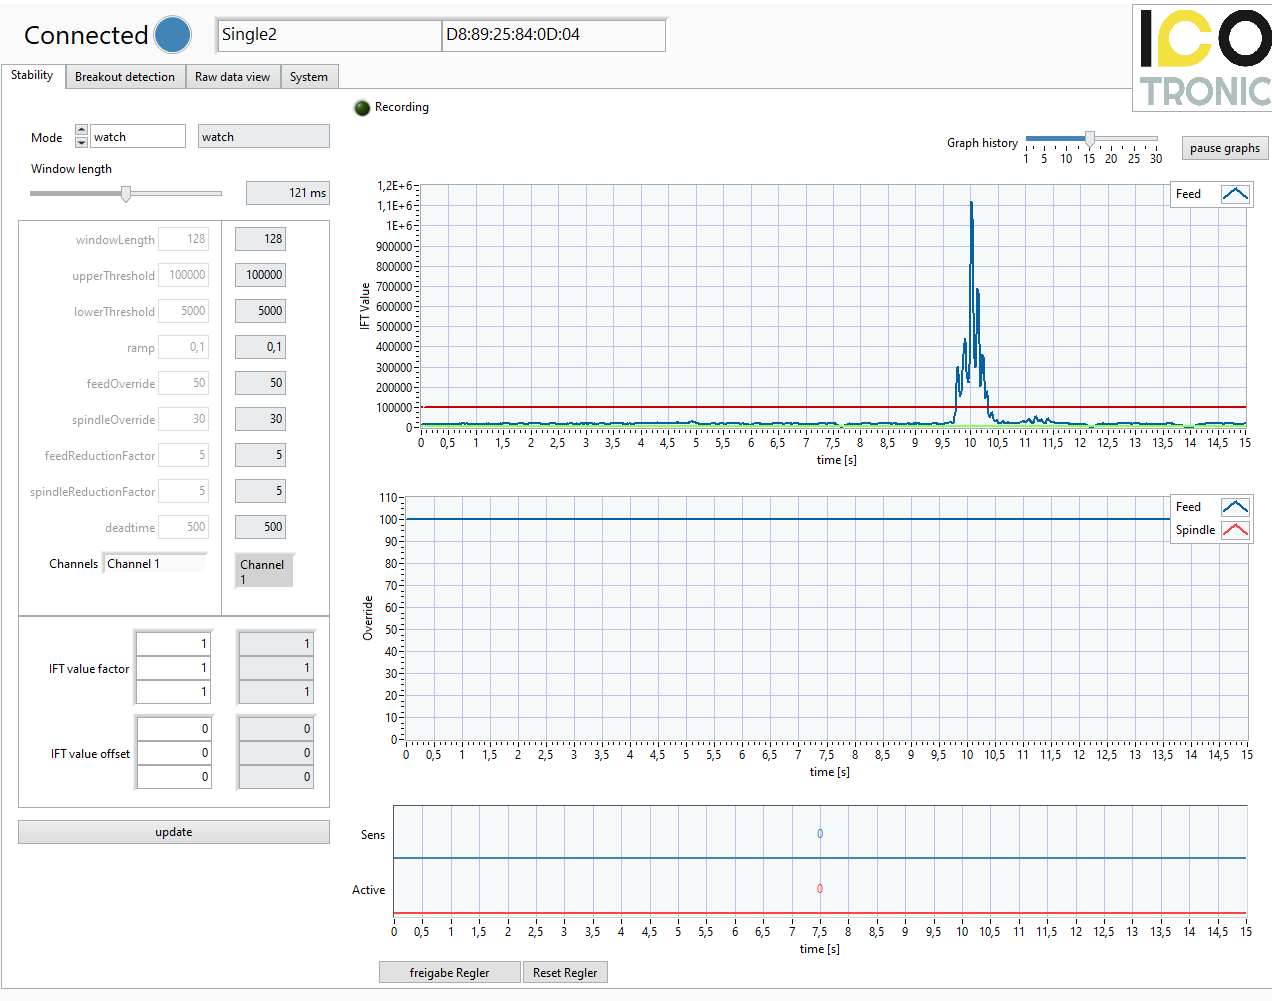 Connected
Single2
D8:89:25:84:0D:04
ICO
TRONIC
Stability
Breakout detection
Raw data view
System
Recording
Mode
watch
watch
Graph history
1 5 10 15 20 25 30
pause graphs
Window length
121 ms
windowLength 128 128
upperThreshold 100000 100000
lowerThreshold 5000 5000
ramp 0,1 0,1
feedOverride 50 50
spindleOverride 30 30
feedReductionFactor 5 5
spindleReductionFactor 5 5
deadtime 500 500
Channels Channel 1
Channel
1
IFT value factor
1 1
1 1
1 1
IFT value offset
0 0
0 0
0 0
update
Feed
IFT Value
1,2E+6
1,1E+6
1E+6
900000
800000
700000
600000
500000
400000
300000
200000
100000
0
0 0,5 1 1,5 2 2,5 3 3,5 4 4,5 5 5,5 6 6,5 7 7,5 8 8,5 9 9,5 10 10,5 11 11,5 12 12,5 13 13,5 14 14,5 15
time [s]
Feed
Spindle
Override
110
100
90
80
70
60
50
40
30
20
10
0
0 0,5 1 1,5 2 2,5 3 3,5 4 4,5 5 5,5 6 6,5 7 7,5 8 8,5 9 9,5 10 10,5 11 11,5 12 12,5 13 13,5 14 14,5 15
time [s]
Sens
0
Active
0
0 0,5 1 1,5 2 2,5 3 3,5 4 4,5 5 5,5 6 6,5 7 7,5 8 8,5 9 9,5 10 10,5 11 11,5 12 12,5 13 13,5 14 14,5 15
time [s]
freigabe Regler
Reset Regler